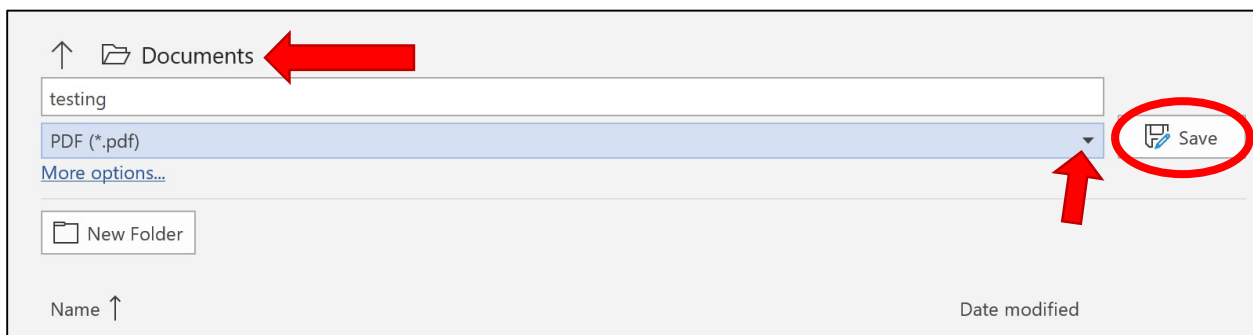 Documents
testing
PDF (*.pdf)
Save
More options...
New Folder
Name
Date modified